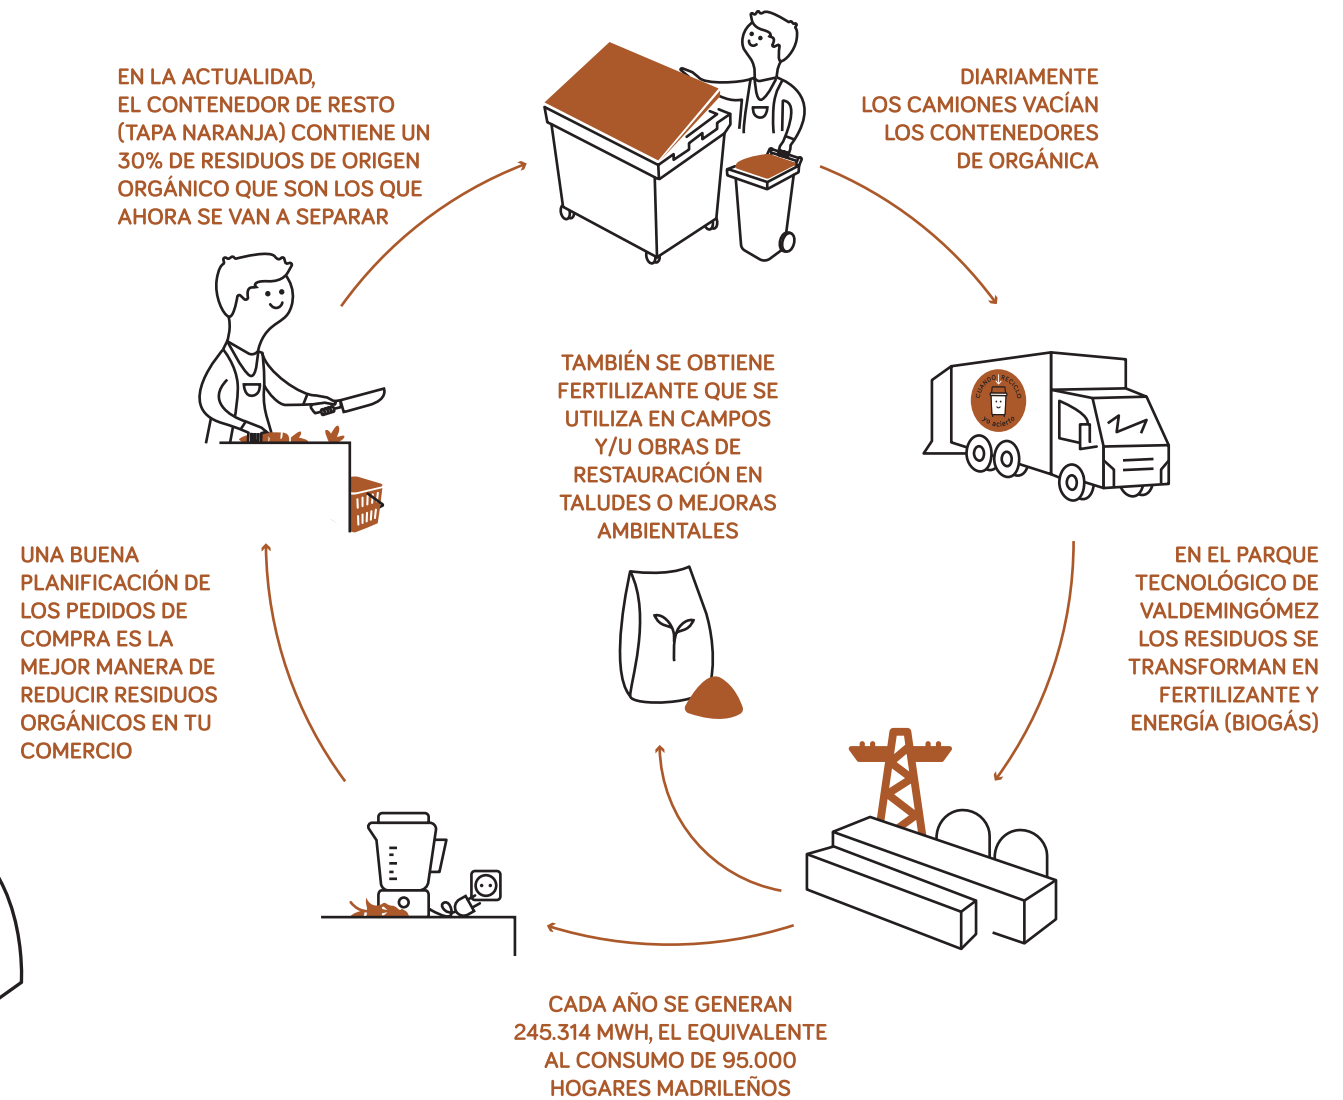 EN LA ACTUALIDAD,
EL CONTENEDOR DE RESTO
(TAPA NARANJA) CONTIENE UN
30% DE RESIDUOS DE ORIGEN
ORGÁNICO QUE SON LOS QUE
AHORA SE VAN A SEPARAR
DIARIAMENTE
LOS CAMIONES VACÍAN
LOS CONTENEDORES
DE ORGÁNICA
CUANDO RECICLO
yo acierto
TAMBIÉN SE OBTIENE
FERTILIZANTE QUE SE
UTILIZA EN CAMPOS
Y/U OBRAS DE
RESTAURACIÓN EN
TALUDES O MEJORAS
AMBIENTALES
EN EL PARQUE
TECNOLÓGICO DE
VALDEMINGÓMEZ
LOS RESIDUOS SE
TRANSFORMAN EN
FERTILIZANTE Y
ENERGÍA (BIOGÁS)
UNA BUENA
PLANIFICACIÓN DE
LOS PEDIDOS DE
COMPRA ES LA
MEJOR MANERA DE
REDUCIR RESIDUOS
ORGÁNICOS EN TU
COMERCIO
CADA AÑO SE GENERAN
245.314 MWH, EL EQUIVALENTE
AL CONSUMO DE 95.000
HOGARES MADRILEÑOS